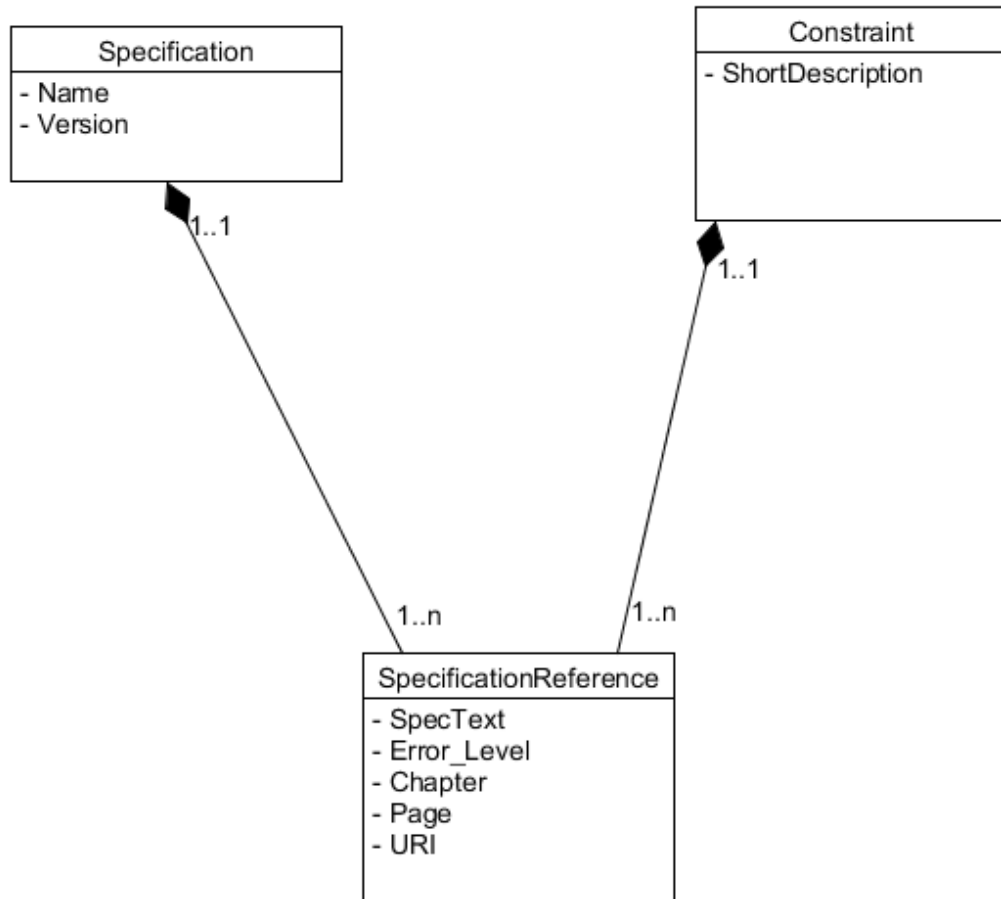 Specification
- Name
- Version
1..1
Constraint
- ShortDescription
1..1
1..n
1..n
SpecificationReference
- SpecText
- Error_Level
- Chapter
- Page
- URI